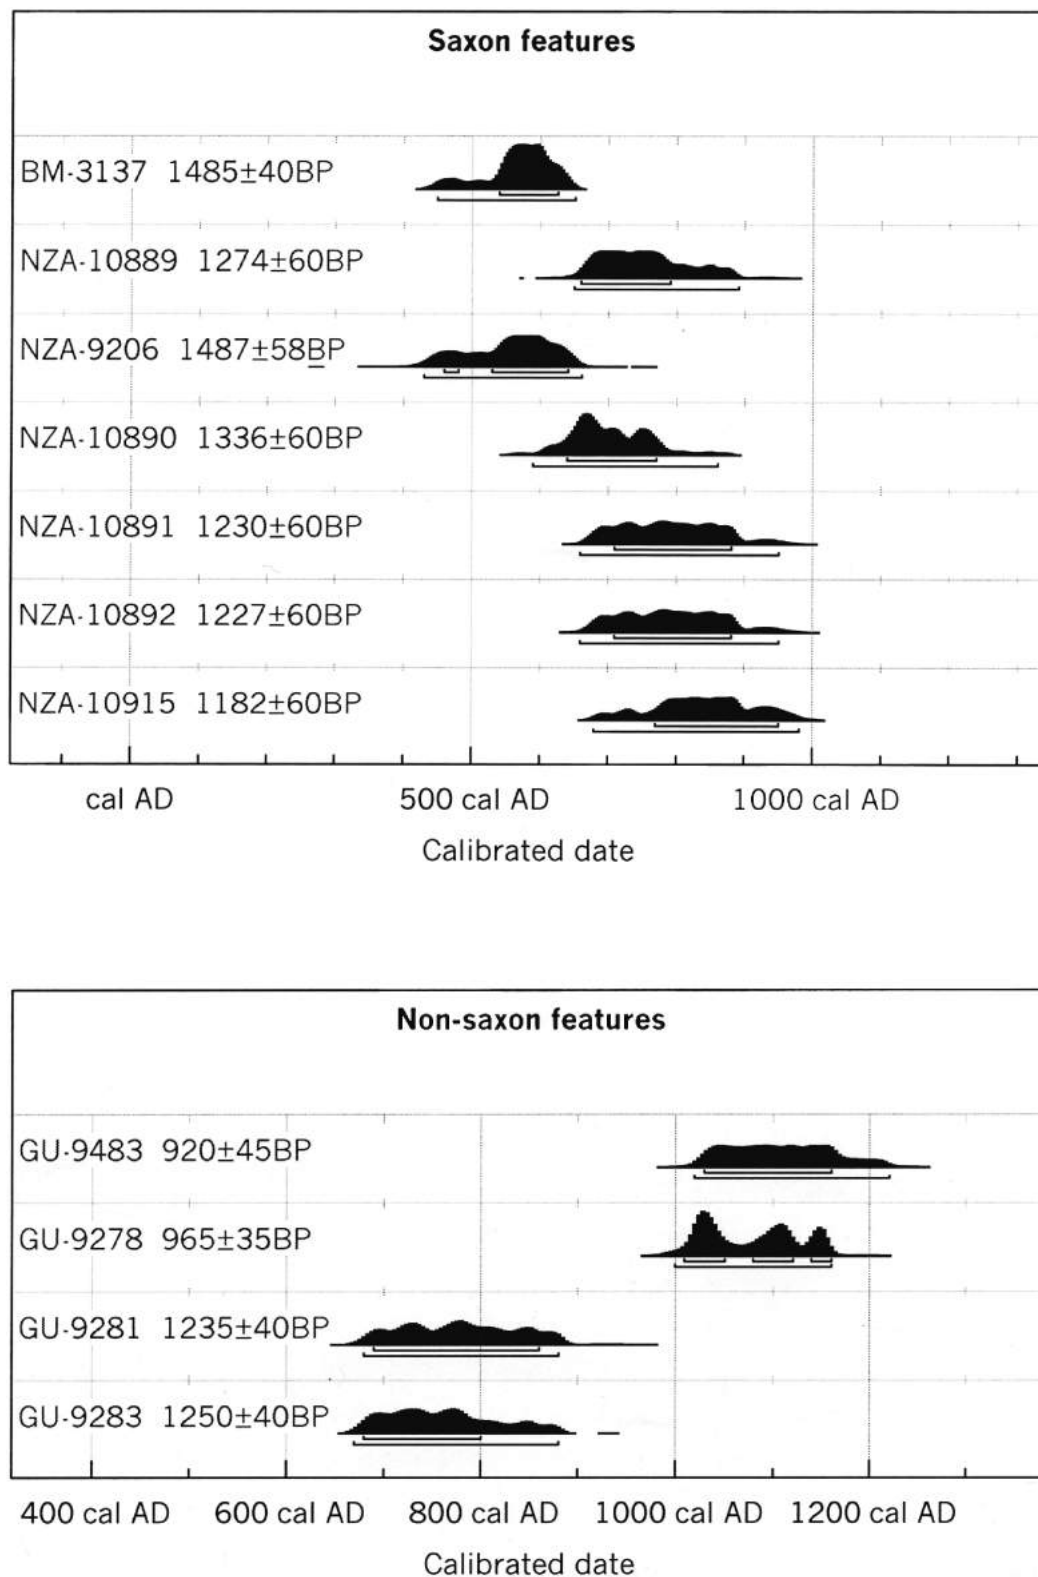 Saxon features
BM-3137 1485±40BP
NZA-10889 1274±60BP
NZA-9206 1487±58BP
NZA-10890 1336±60BP
NZA-10891 1230±60BP
NZA-10892 1227±60BP
NZA-10915 1182±60BP
cal AD 500 cal AD 1000 cal AD
Calibrated date
Non-saxon features
GU-9483 920±45BP
GU-9278 965±35BP
GU-9281 1235±40BP
GU-9283 1250±40BP
400 cal AD 600 cal AD 800 cal AD 1000 cal AD 1200 cal AD
Calibrated date